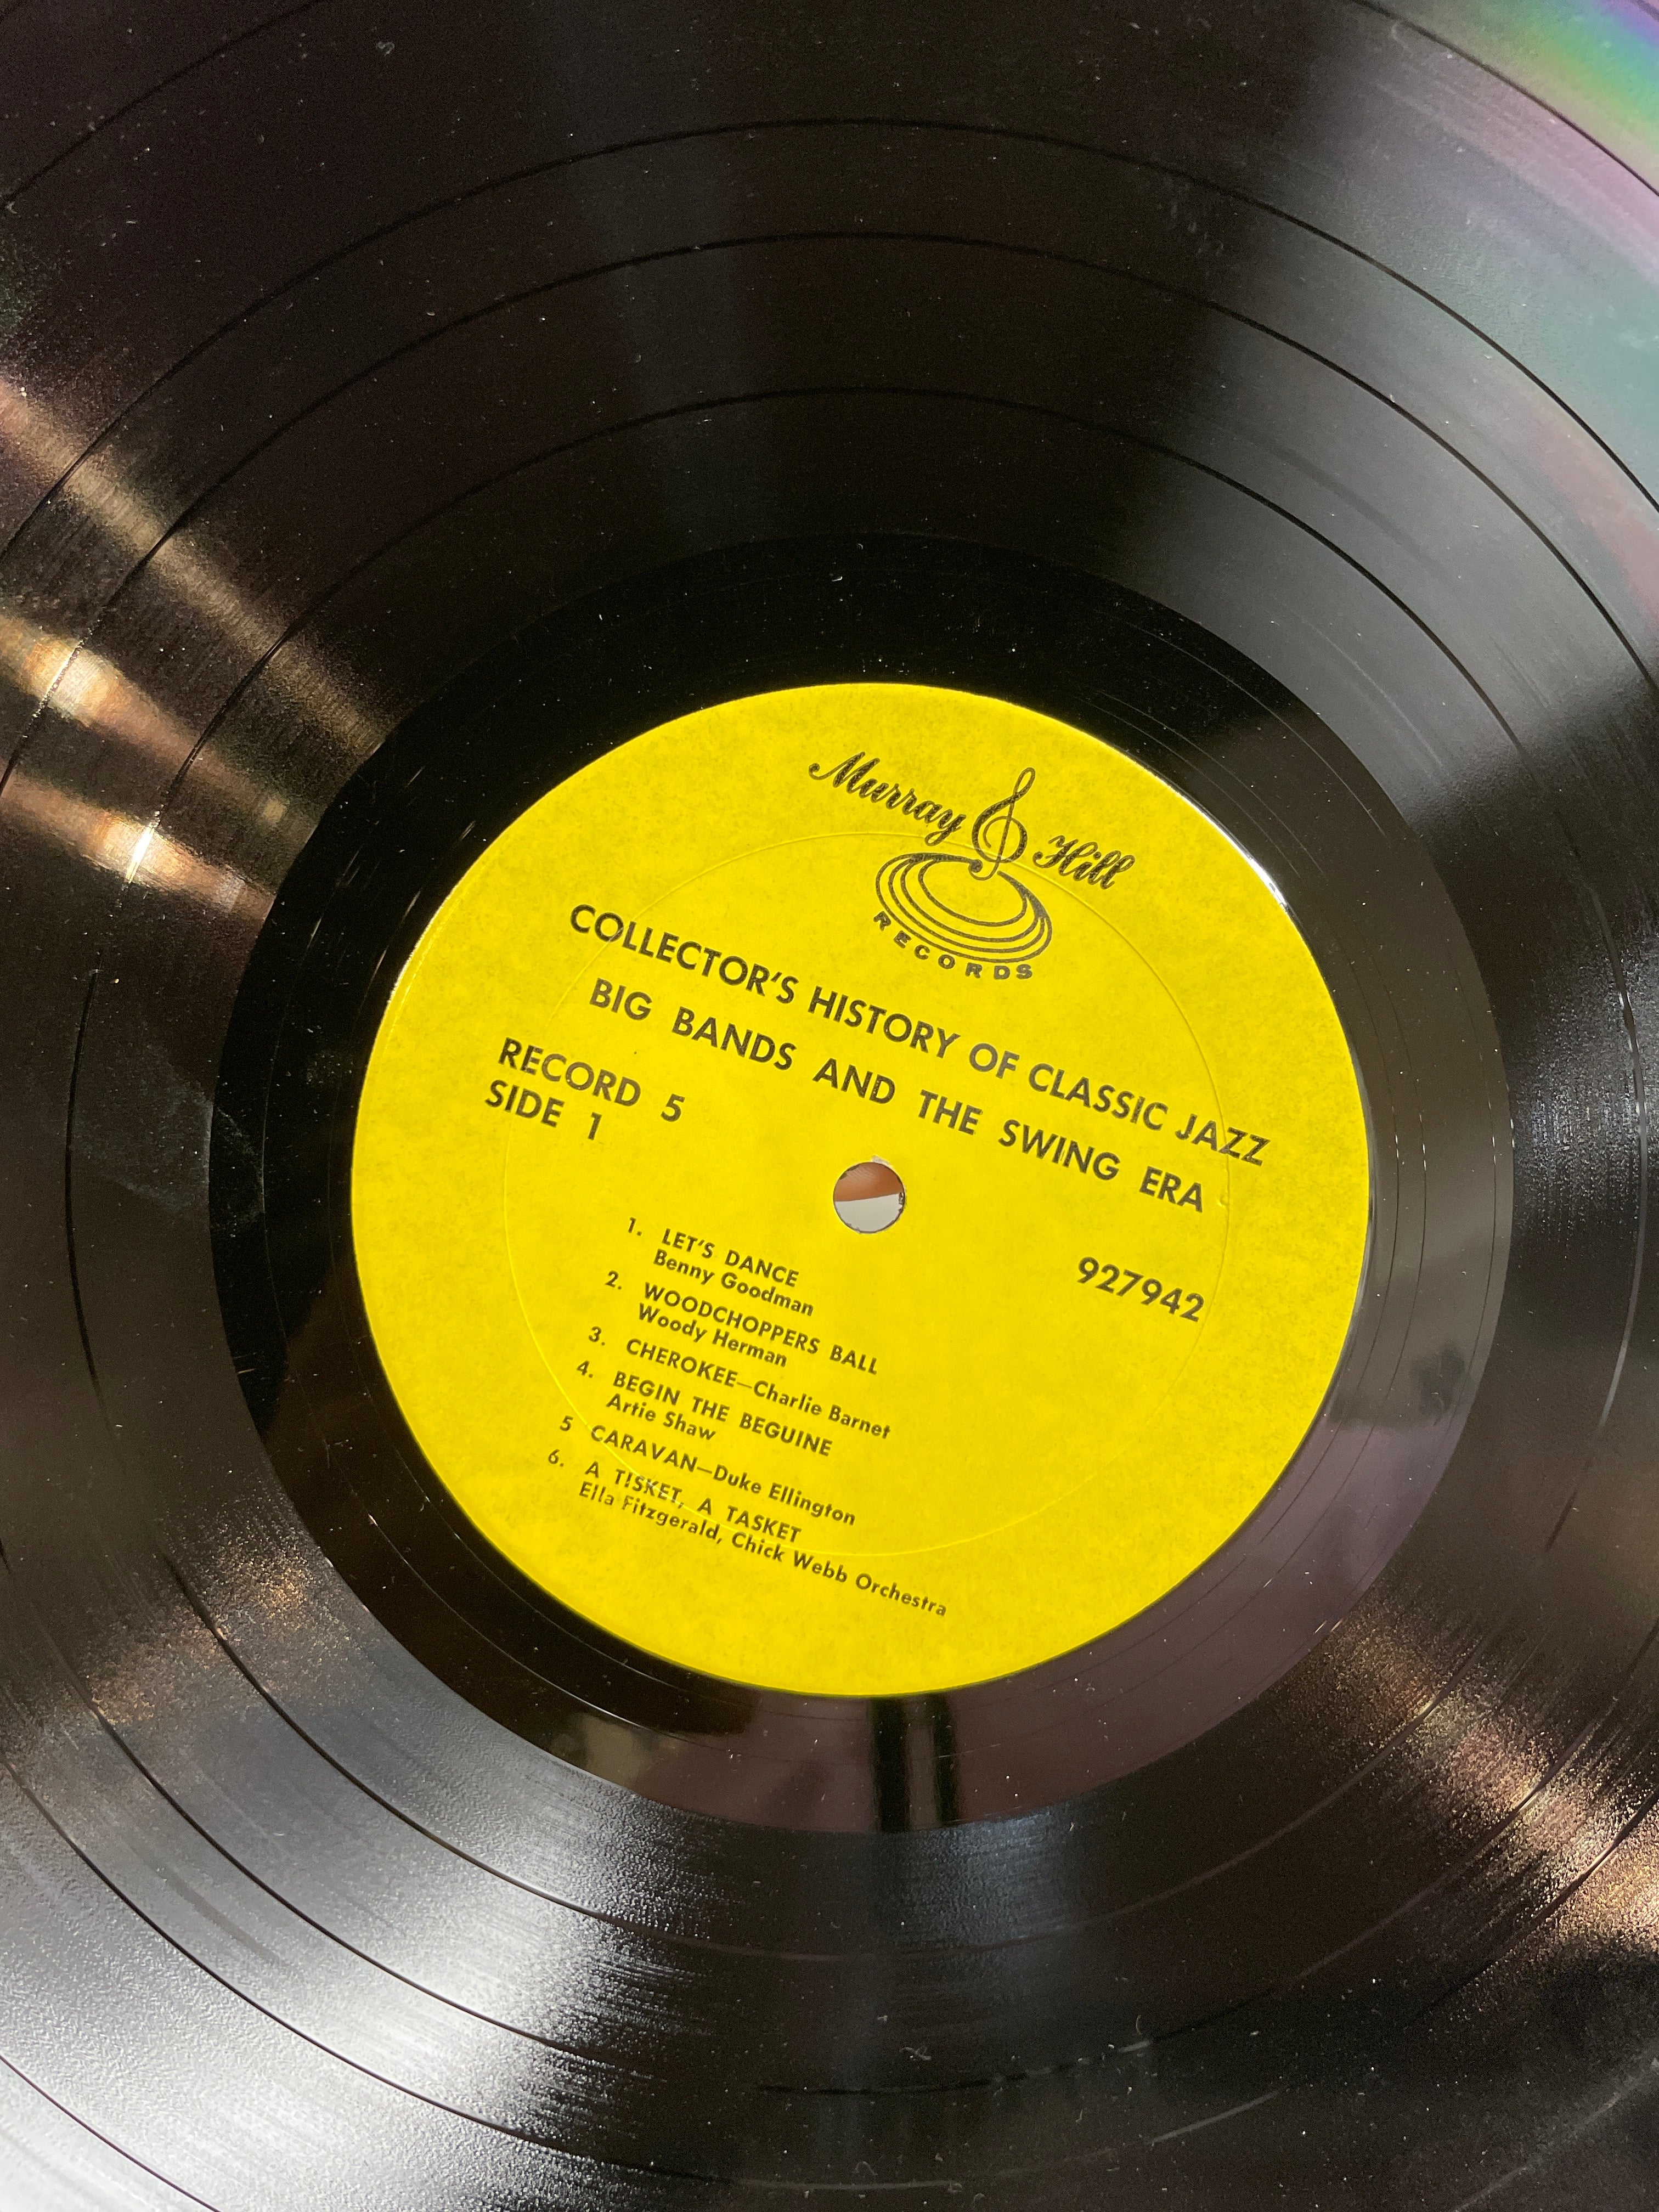 Murray Hill
RECORDS
COLLECTOR'S HISTORY OF CLASSIC JAZZ
BIG BANDS AND THE SWING ERA
RECORD 5
SIDE 1
927942
1. LET'S DANCE
Benny Goodman
2. WOODCHOPPERS BALL
Woody Herman
3. CHEROKEE—Charlie Barnet
4. BEGIN THE BEGUINE
Artie Shaw
5 CARAVAN—Duke Ellington
6. A TISKET, A TASKET
Ella Fitzgerald, Chick Webb Orchestra